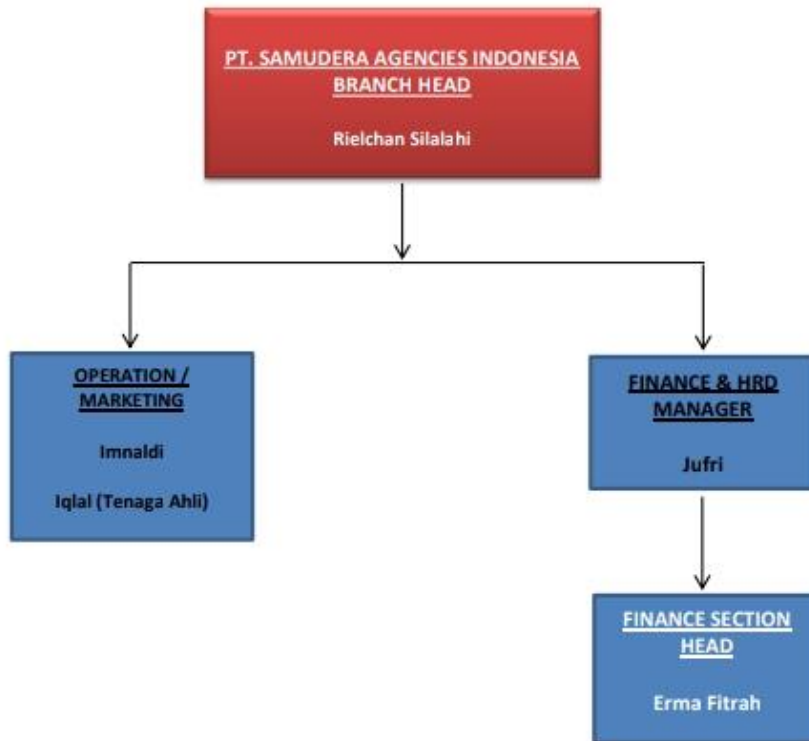 PT. SAMUDERA AGENCIES INDONESIA
BRANCH HEAD
Rielchan Silalahi
OPERATION /
MARKETING
Imnaldi
Iqlal (Tenaga Ahli)
FINANCE & HRD
MANAGER
Jufri
FINANCE SECTION
HEAD
Erma Fitrah